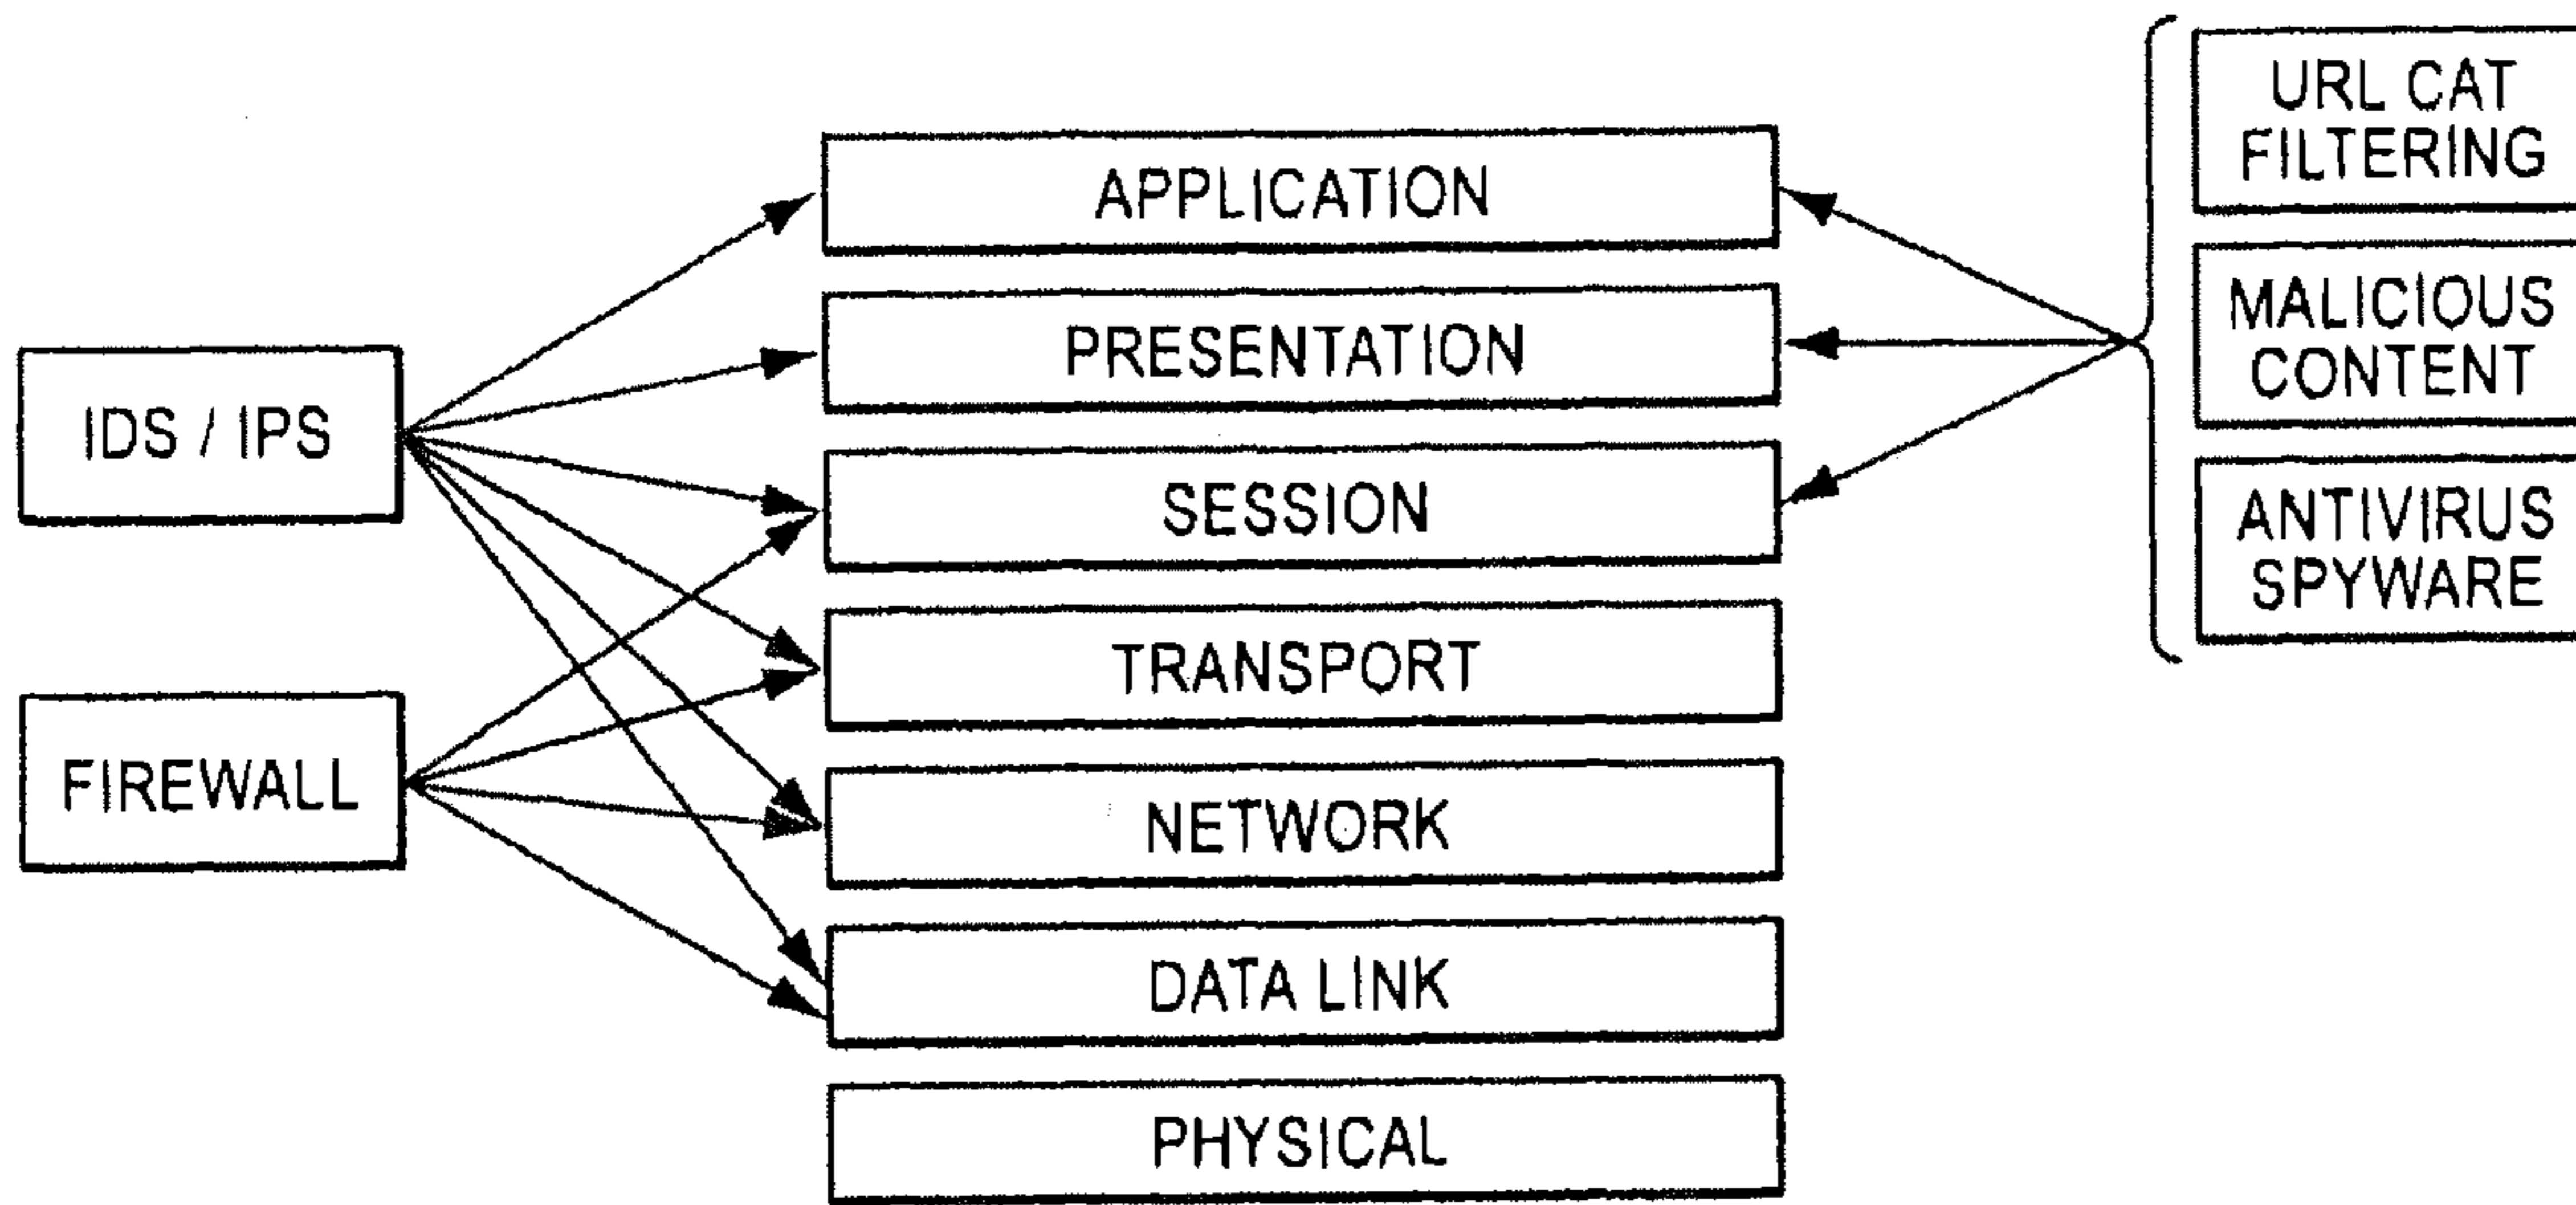 IDS / IPS
FIREWALL
APPLICATION
PRESENTATION
SESSION
TRANSPORT
NETWORK
DATA LINK
PHYSICAL
URL CAT
FILTERING
MALICIOUS
CONTENT
ANTIVIRUS
SPYWARE